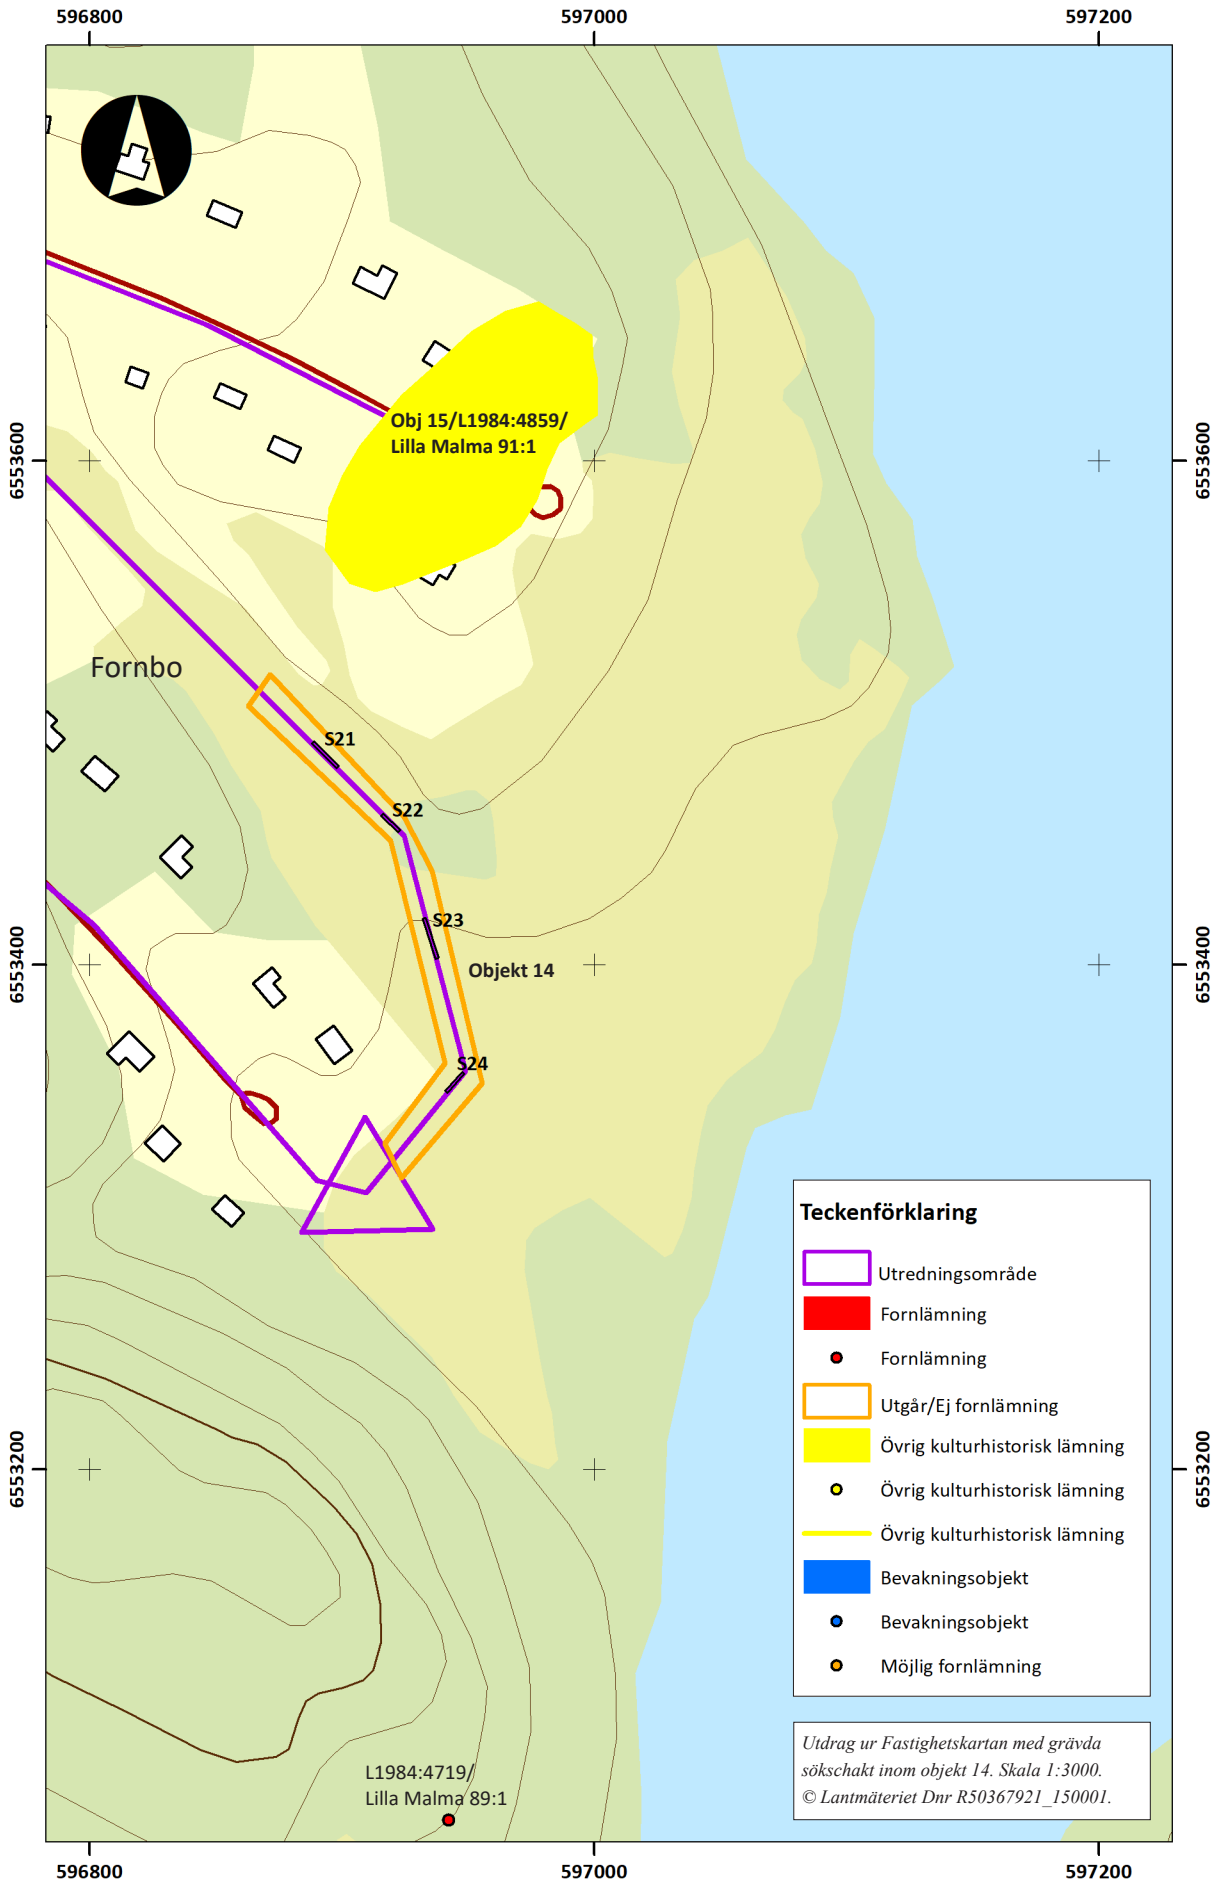 596800
597000
597200
Obj 15/L1984:4859/
Lilla Malma 91:1
6553600
6553600
Fornbo
S21
S22
S23
Objekt 14
6553400
6553400
S24
Teckenförklaring
Utredningsområde
Fornlämning
Fornlämning
Utgår/Ej fornlämning
Övrig kulturhistorisk lämning
Övrig kulturhistorisk lämning
Övrig kulturhistorisk lämning
Bevakningsobjekt
Bevakningsobjekt
Möjlig fornlämning
6553200
6553200
Utdrag ur Fastighetskartan med grävda
sökschakt inom objekt 14. Skala 1:3000.
© Lantmäteriet Dnr R50367921_150001.
L1984:4719/
Lilla Malma 89:1
596800
597000
597200